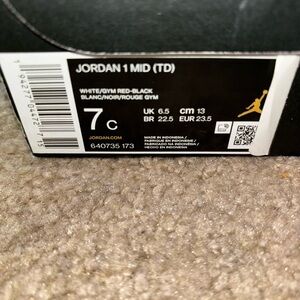 JORDAN 1 MID (TD)
WHITE/GYM RED-BLACK
BLANC/NOIR/ROUGE GYM
7C
UK 6.5 cm 13
BR 22.5 EUR 23.5
JORDAN.COM
640735 173
MADE IN INDONESIA /
FABRIQUÉ EN INDONÉSIE /
FABRICADO NA INDONÉSIA /
HECHO EN INDONESIA